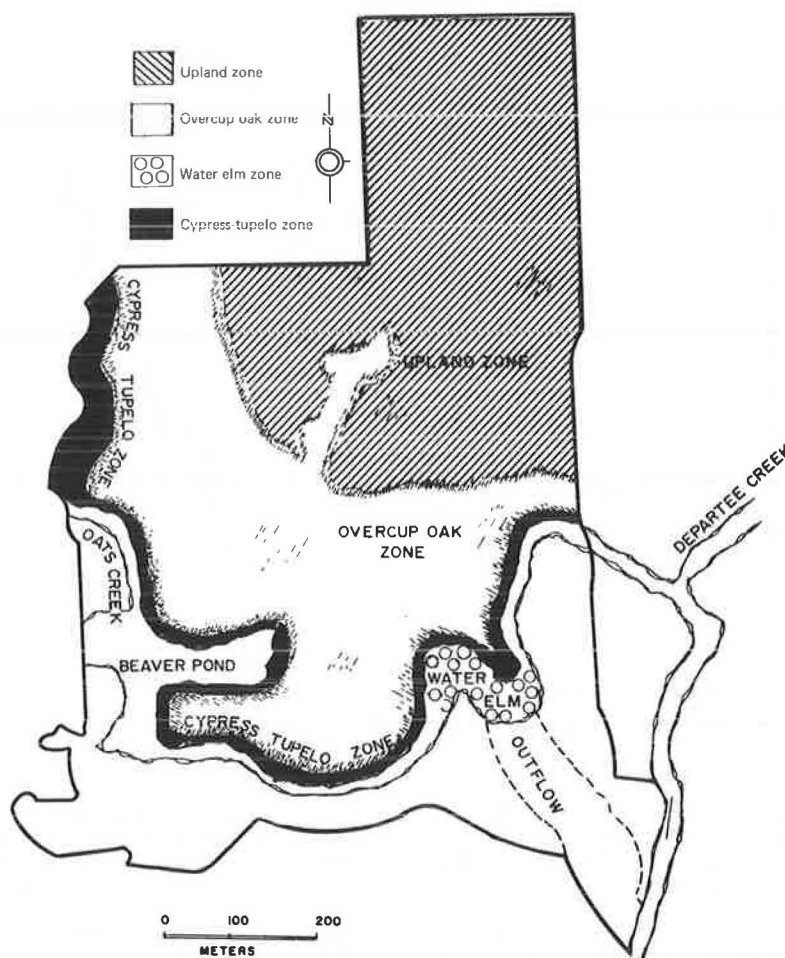 Upland zone
Overcup oak zone
Water elm zone
Cypress-tupelo zone
N
CYPRESS TUPELO ZONE
UPLAND ZONE
DEPARTEE CREEK
OVERCUP OAK
ZONE
OATS CREEK
BEAVER POND
WATER
ELM
CYPRESS TUPELO ZONE
OUTFLOW
0 100 200
METERS